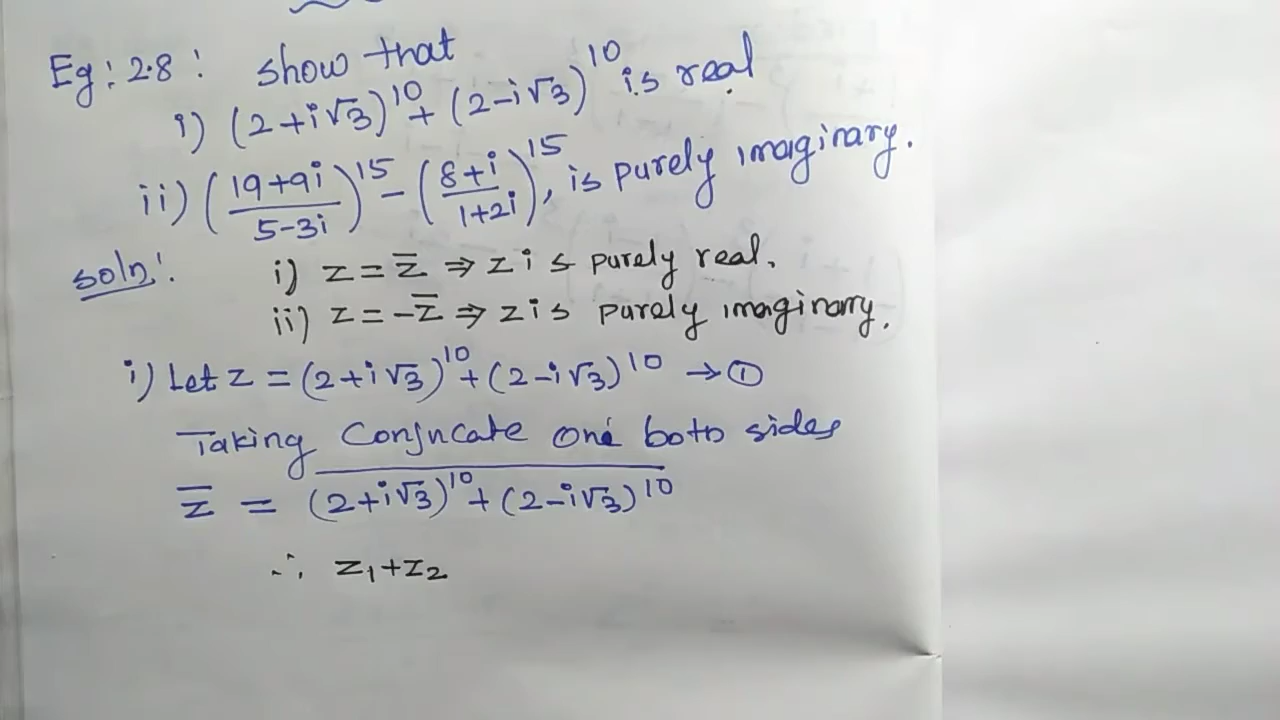 Eg: 2.8: show that
i) (2+i√3)^10 + (2-i√3)^10 is real
ii) (19+9i / 5-3i)^15 - (8+i / 1+2i)^15, is purely imaginary.
soln:
i) z = z̅ ⇒ z is purely real.
ii) z = -z̅ ⇒ z is purely imaginary.
i) Let z = (2+i√3)^10 + (2-i√3)^10 → ①
Taking Conjucate one both sides
z̅ = \overline{(2+i√3)^10 + (2-i√3)^10}
∴ z₁+z₂